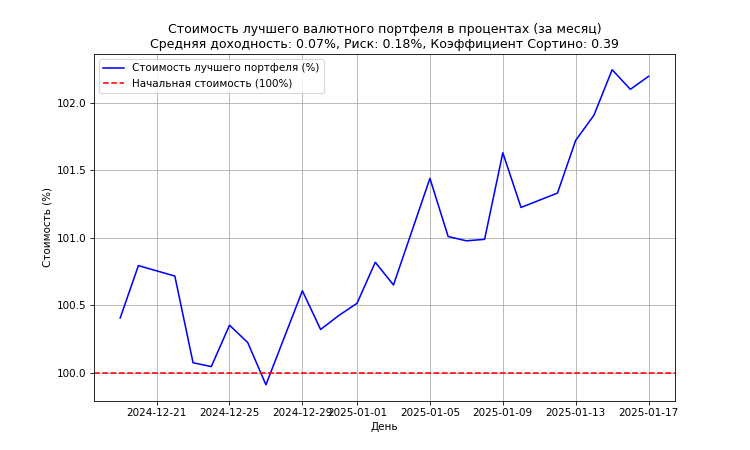 Стоимость лучшего валютного портфеля в процентах (за месяц)
Средняя доходность: 0.07%, Риск: 0.18%, Коэффициент Сортино: 0.39
Стоимость лучшего портфеля (%)
Начальная стоимость (100%)
Стоимость (%)
102.0
101.5
101.0
100.5
100.0
2024-12-21 2024-12-25 2024-12-29 2025-01-01 2025-01-05 2025-01-09 2025-01-13 2025-01-17
День